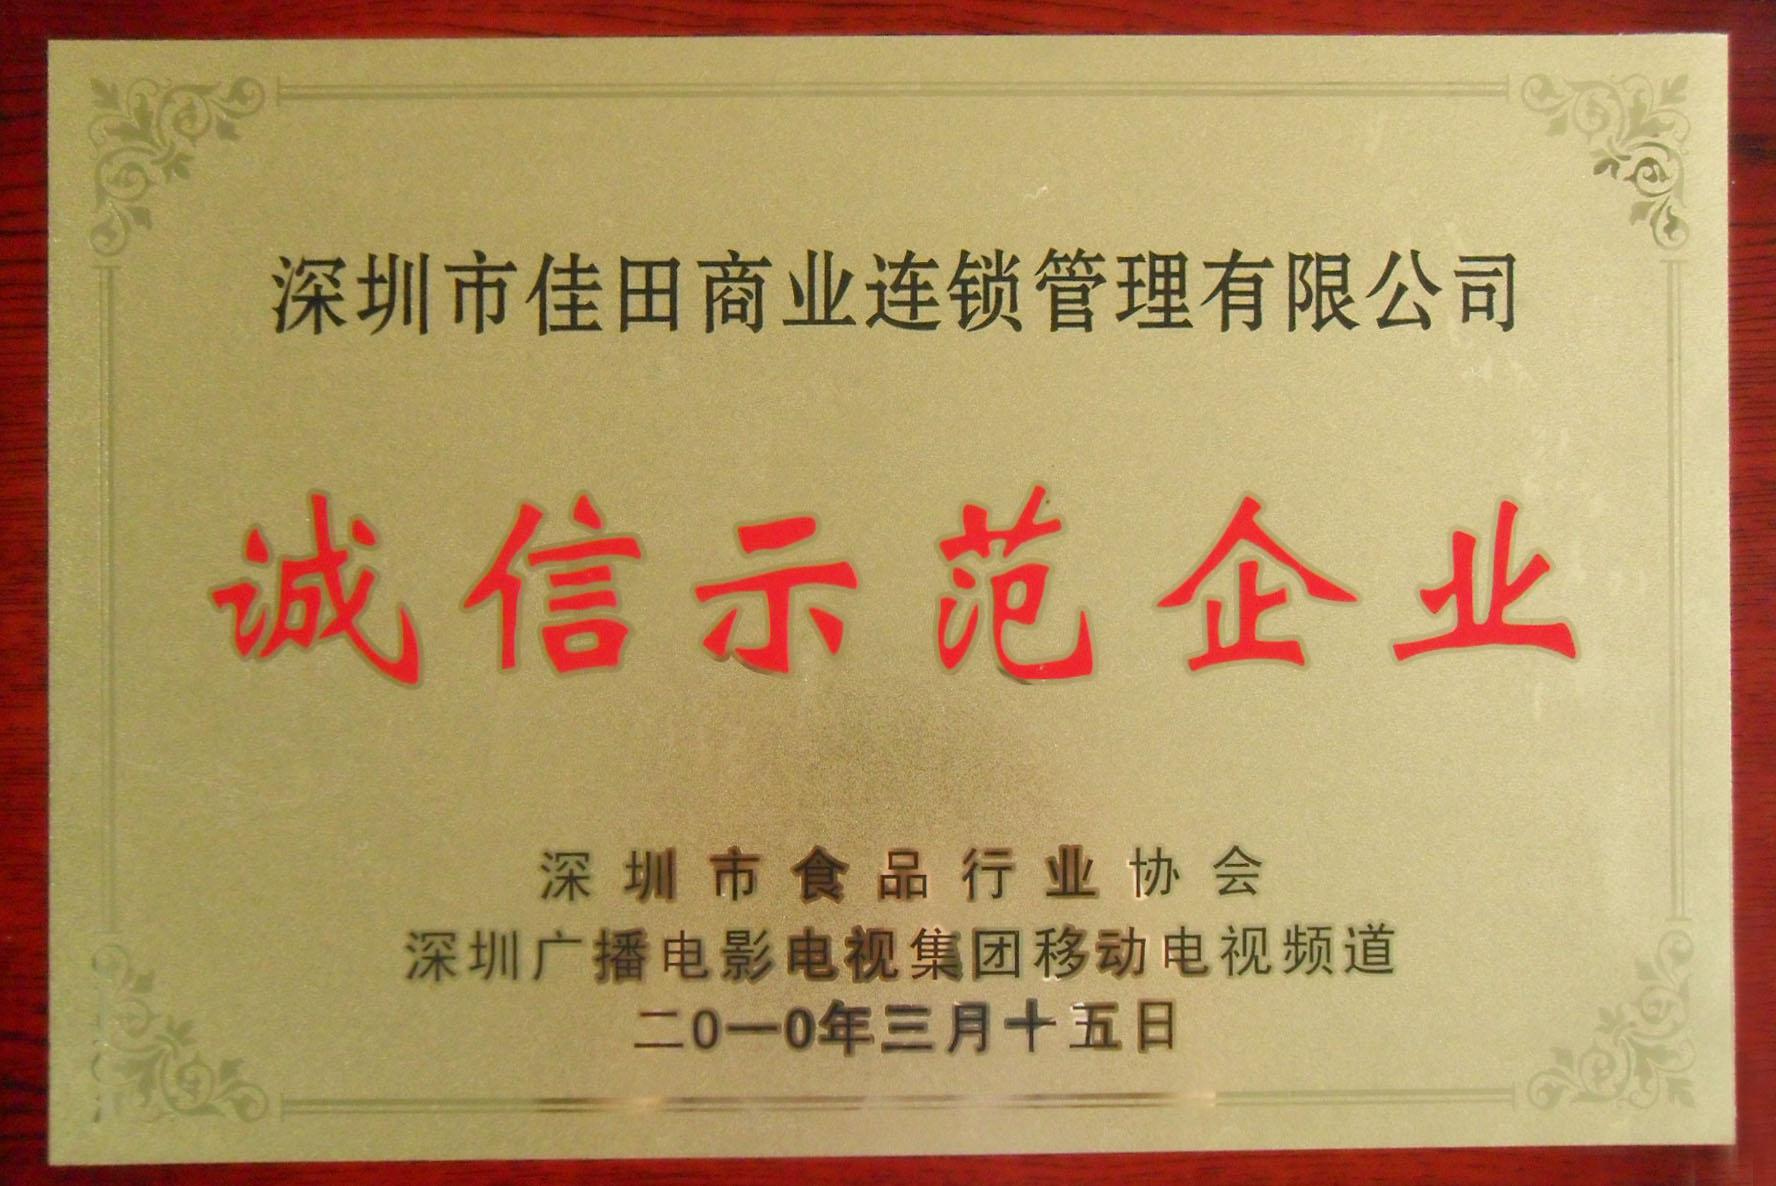 深圳市佳田商业连锁管理有限公司
诚信示范企业
深圳市食品行业协会
深圳广播电影电视集团移动电视频道
二0一0年三月十五日